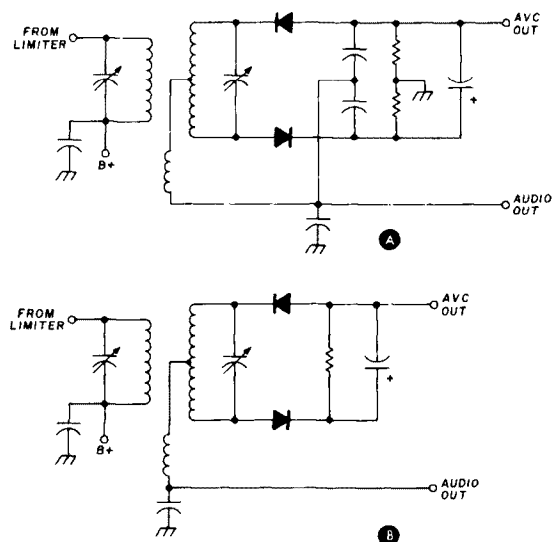 FROM
LIMITER
B+
AVC
OUT
+
AUDIO
OUT
A
FROM
LIMITER
B+
AVC
OUT
+
AUDIO
OUT
B